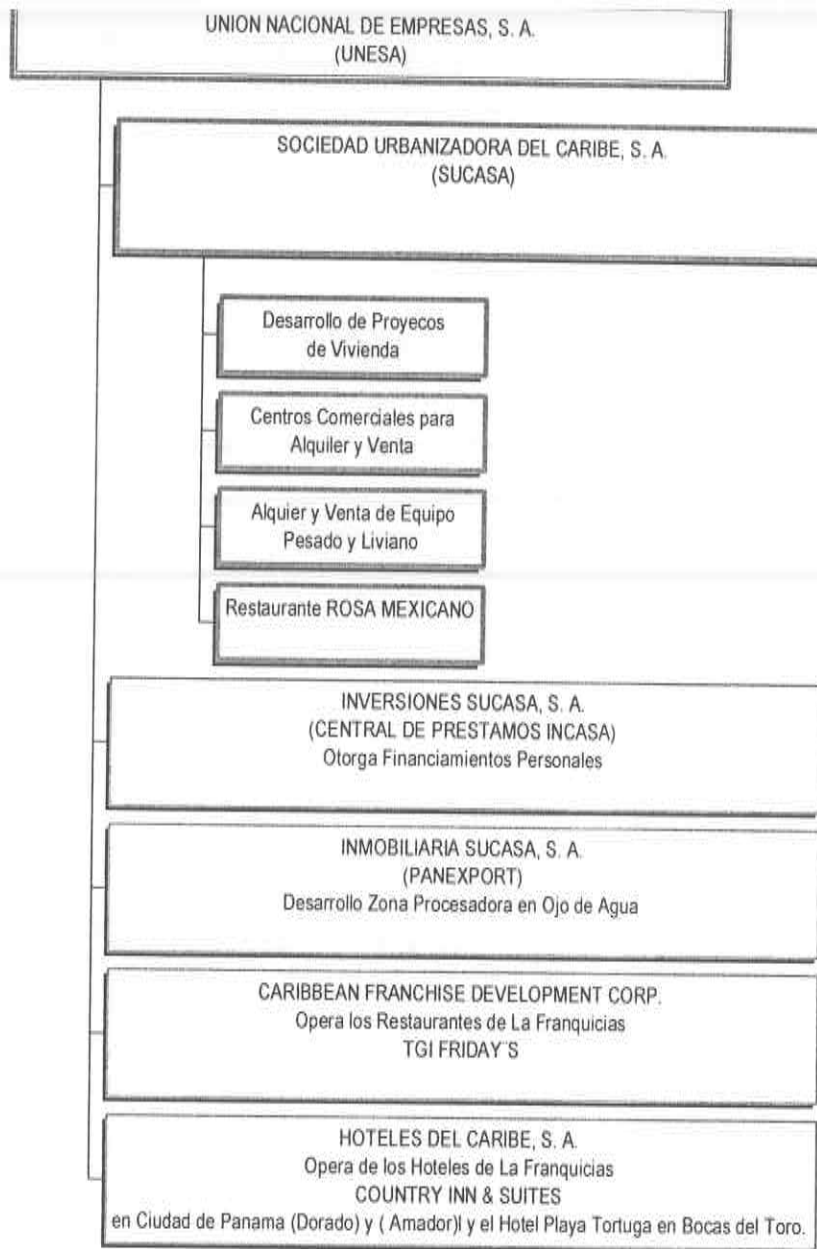 UNION NACIONAL DE EMPRESAS, S. A.
(UNESA)
SOCIEDAD URBANIZADORA DEL CARIBE, S. A.
(SUCASA)
Desarrollo de Proyecos
de Vivienda
Centros Comerciales para
Alquiler y Venta
Alquier y Venta de Equipo
Pesado y Liviano
Restaurante ROSA MEXICANO
INVERSIONES SUCASA, S. A.
(CENTRAL DE PRESTAMOS INCASA)
Otorga Financiamientos Personales
INMOBILIARIA SUCASA, S. A.
(PANEXPORT)
Desarrollo Zona Procesadora en Ojo de Agua
CARIBBEAN FRANCHISE DEVELOPMENT CORP.
Opera los Restaurantes de La Franquicias
TGI FRIDAY¨S
HOTELES DEL CARIBE, S. A.
Opera de los Hoteles de La Franquicias
COUNTRY INN & SUITES
en Ciudad de Panama (Dorado) y ( Amador)l y el Hotel Playa Tortuga en Bocas del Toro.